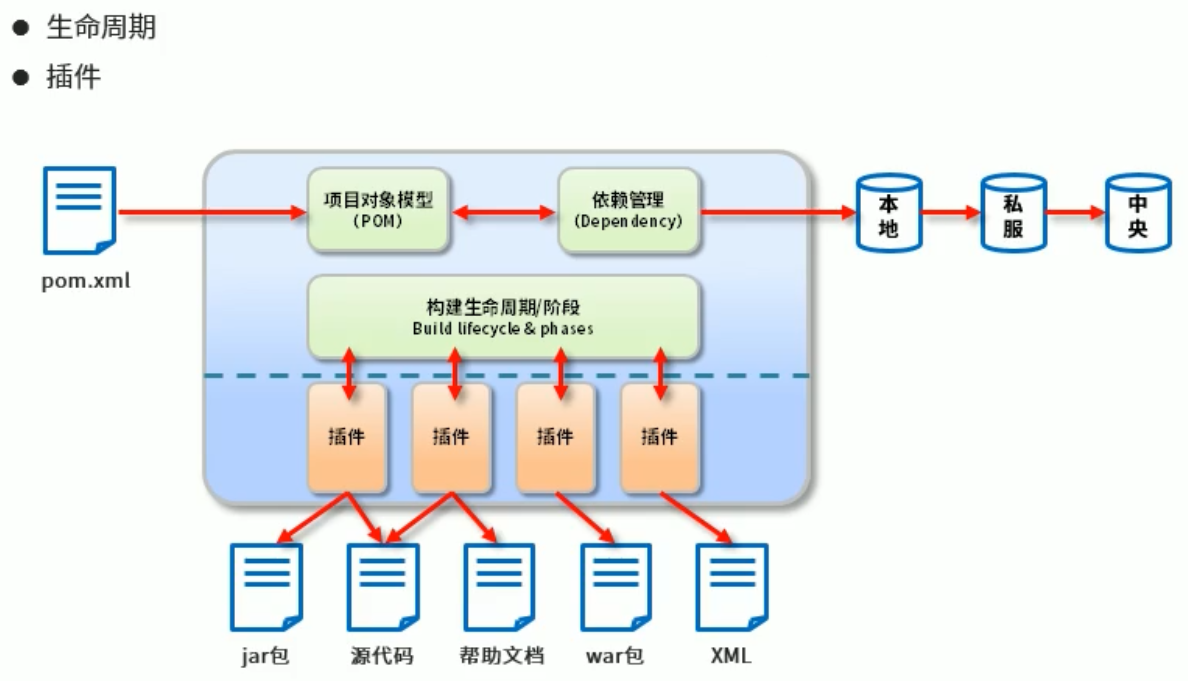 生命周期
插件
项目对象模型
（POM）
依赖管理
（Dependency）
本
地
私
服
中
央
pom.xml
构建生命周期/阶段
Build lifecycle & phases
插件
插件
插件
插件
jar包
源代码
帮助文档
war包
XML